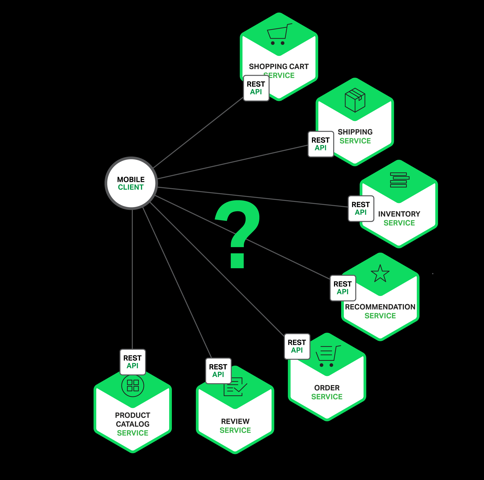 SHOPPING CART
SERVICE
REST
API
SHIPPING
SERVICE
REST
API
MOBILE
CLIENT
?
INVENTORY
SERVICE
REST
API
RECOMMENDATION
SERVICE
REST
API
ORDER
SERVICE
REST
API
REVIEW
SERVICE
REST
API
PRODUCT
CATALOG
SERVICE
REST
API